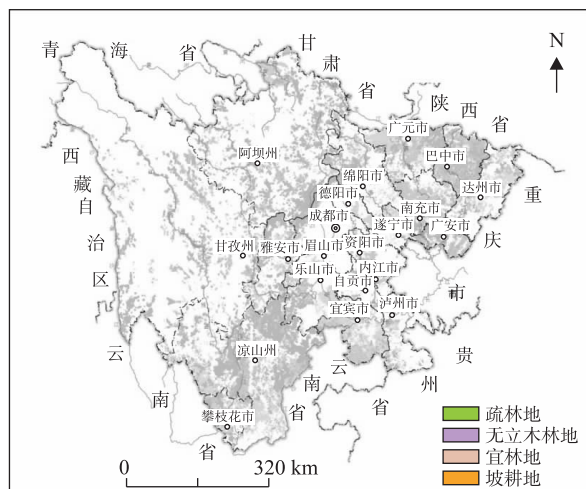 青 海 省
甘肃省
N
陕西省
广元市
巴中市
阿坝州
绵阳市
德阳市
达州市
西藏自治区
重庆市
成都市
南充市
遂宁市
广安市
甘孜州
雅安市
眉山市
资阳市
乐山市
内江市
自贡市
泸州市
宜宾市
凉山州
云南省
云南省
贵州省
攀枝花市
疏林地
无立木林地
宜林地
坡耕地
0 320 km